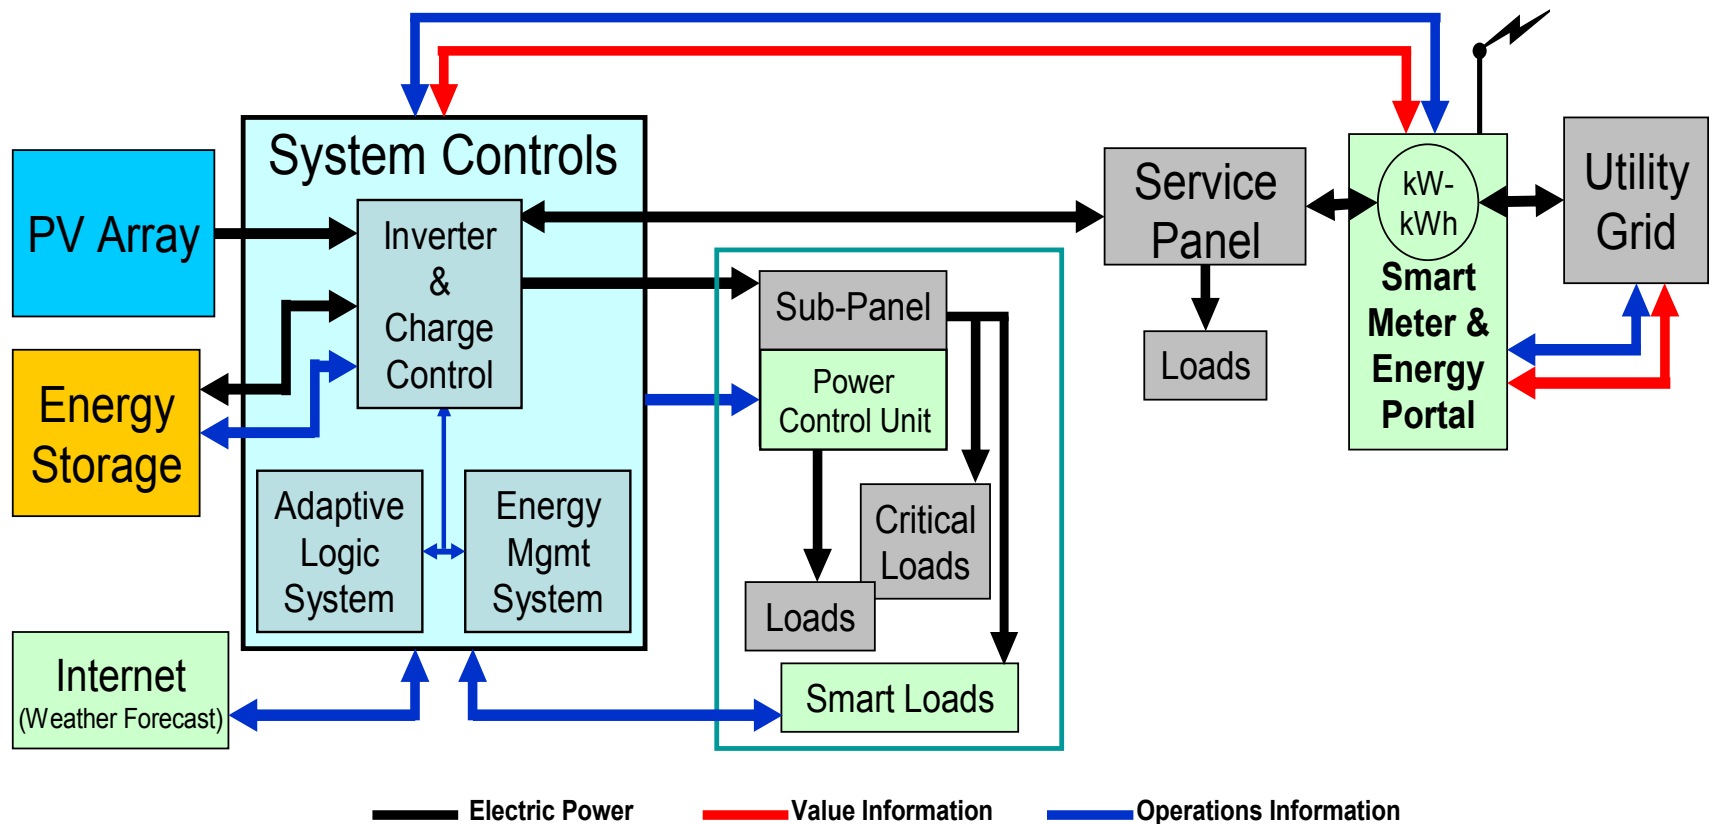 System Controls
PV Array
Inverter
&
Charge
Control
Energy
Storage
Adaptive
Logic
System
Energy
Mgmt
System
Internet
(Weather Forecast)
Sub-Panel
Power
Control Unit
Critical
Loads
Loads
Smart Loads
Service
Panel
Loads
kW-
kWh
Smart
Meter &
Energy
Portal
Utility
Grid
Electric Power
Value Information
Operations Information